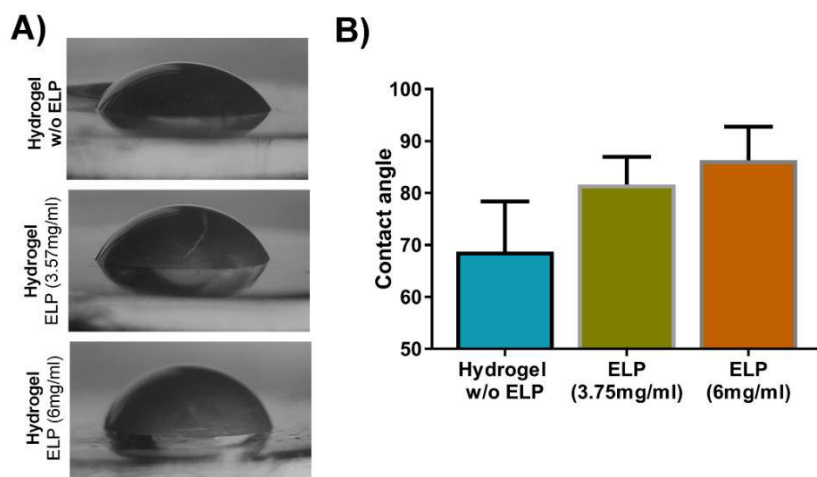 A)
Hydrogel
w/o ELP
Hydrogel
ELP (3.57mg/ml)
Hydrogel
ELP (6mg/ml)
B)
Contact angle
100
90
80
70
60
50
Hydrogel
w/o ELP
ELP
(3.75mg/ml)
ELP
(6mg/ml)